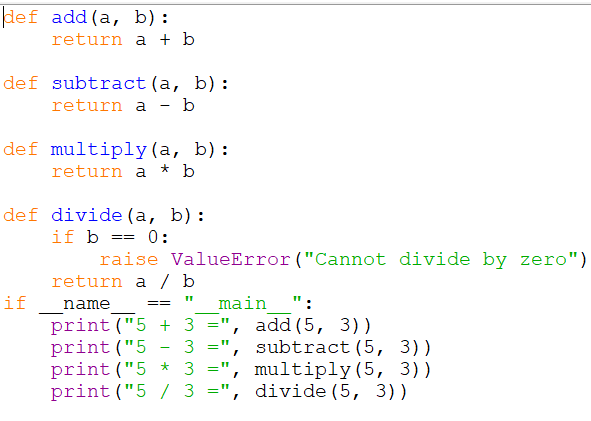 def add(a, b):
    return a + b

def subtract(a, b):
    return a - b

def multiply(a, b):
    return a * b

def divide(a, b):
    if b == 0:
        raise ValueError("Cannot divide by zero")
    return a / b
if __name__ == "__main__":
    print("5 + 3 =", add(5, 3))
    print("5 - 3 =", subtract(5, 3))
    print("5 * 3 =", multiply(5, 3))
    print("5 / 3 =", divide(5, 3))